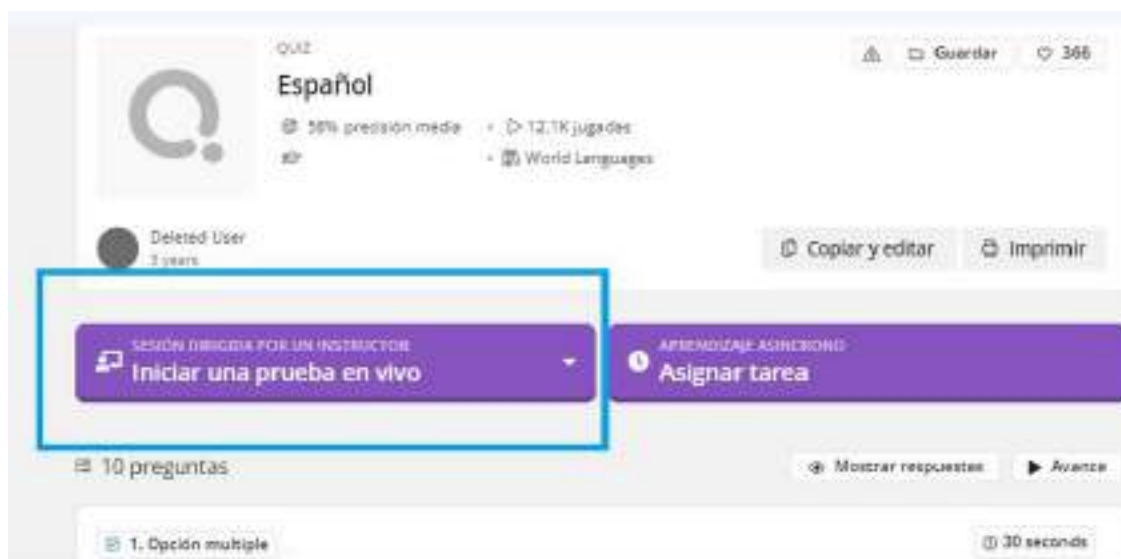 QUIZ
Guardar 366
Español
56% precisión media • 12.1K jugadas
• World Languages
Deleted User
3 years
Copiar y editar Imprimir
SESIÓN DIRIGIDA POR UN INSTRUCTOR
Iniciar una prueba en vivo
APRENDIZAJE ASINCRONO
Asignar tarea
10 preguntas
Mostrar respuestas Avance
1. Opción multiple
30 seconds